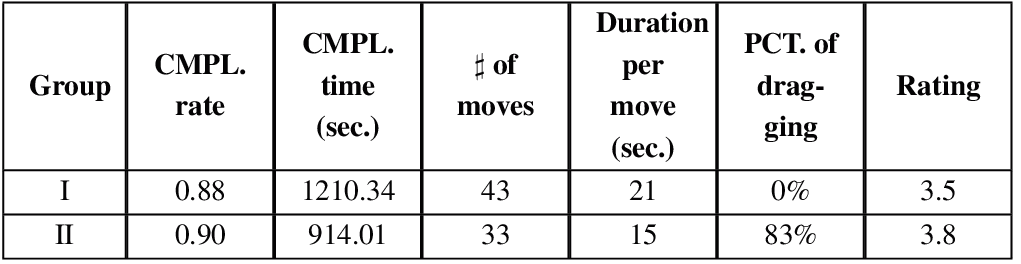 Group CMPL. rate CMPL. time (sec.) ♯ of moves Duration per move (sec.) PCT. of drag-ging Rating
I 0.88 1210.34 43 21 0% 3.5
II 0.90 914.01 33 15 83% 3.8